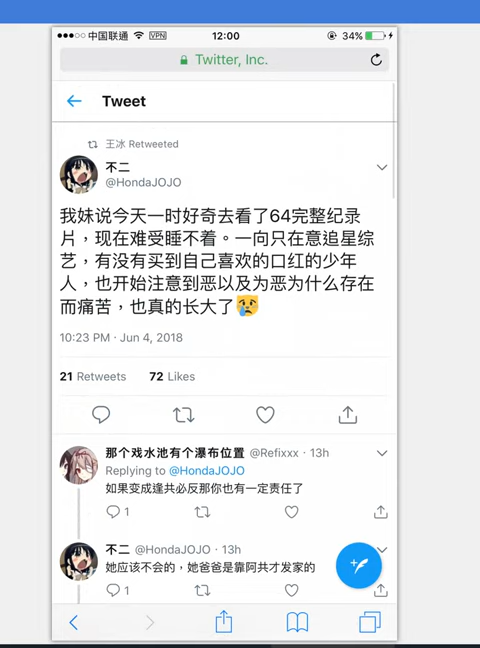 中国联通 VPN 12:00 34%
Twitter, Inc.
Tweet
王冰 Retweeted
不二
@HondaJOJO
我妹说今天一时好奇去看了64完整纪录
片，现在难受睡不着。一向只在意追星综
艺，有没有买到自己喜欢的口红的少年
人，也开始注意到恶以及为恶为什么存在
而痛苦，也真的长大了😿
10:23 PM · Jun 4, 2018
21 Retweets 72 Likes
那个戏水池有个瀑布位置 @Refixxx · 13h
Replying to @HondaJOJO
如果变成逢共必反那你也有一定责任了
1
不二 @HondaJOJO · 13h
她应该不会的，她爸爸是靠阿共才发家的
1